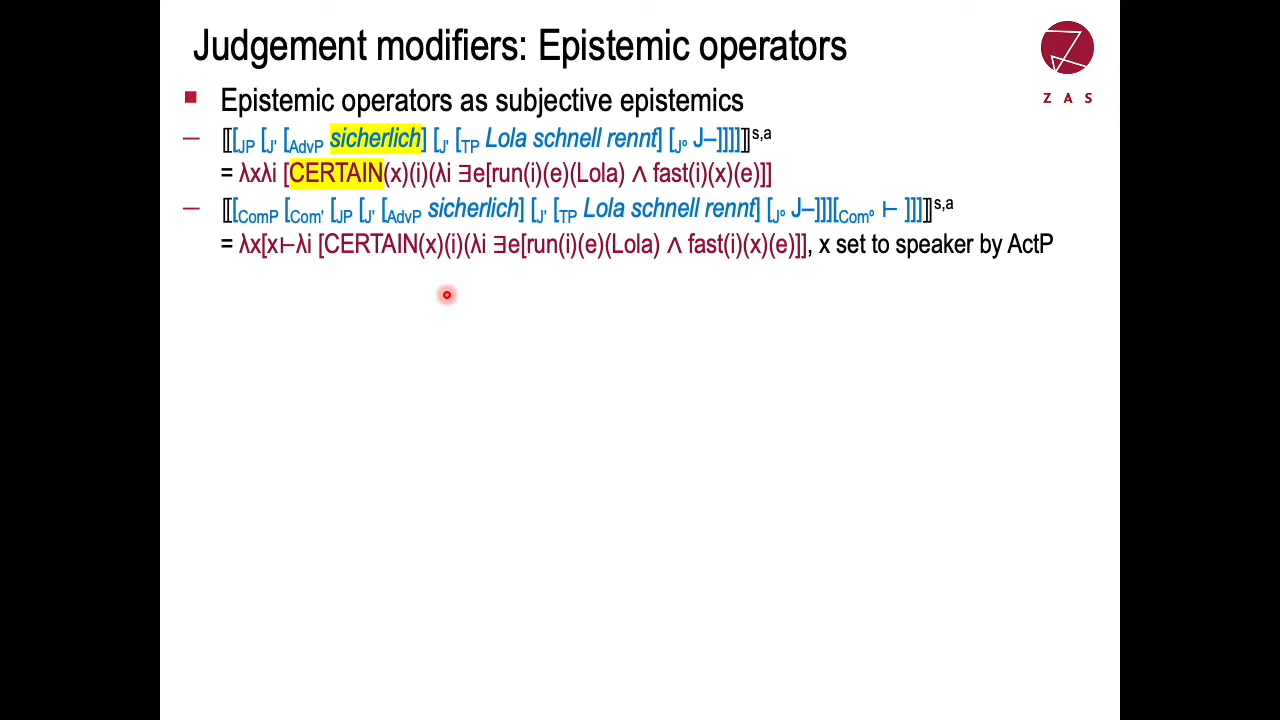 Judgement modifiers: Epistemic operators
Z A S
Epistemic operators as subjective epistemics
– ⟦[JP [J' [AdvP sicherlich] [J' [TP Lola schnell rennt] [J° J–]]]]⟧s,a
= λxλi [CERTAIN(x)(i)(λi ∃e[run(i)(e)(Lola) ∧ fast(i)(x)(e)]]
– ⟦[ComP [Com' [JP [J' [AdvP sicherlich] [J' [TP Lola schnell rennt] [J° J–]]][Com° ⊢ ]]]⟧s,a
= λx[x⊢λi [CERTAIN(x)(i)(λi ∃e[run(i)(e)(Lola) ∧ fast(i)(x)(e)]], x set to speaker by ActP